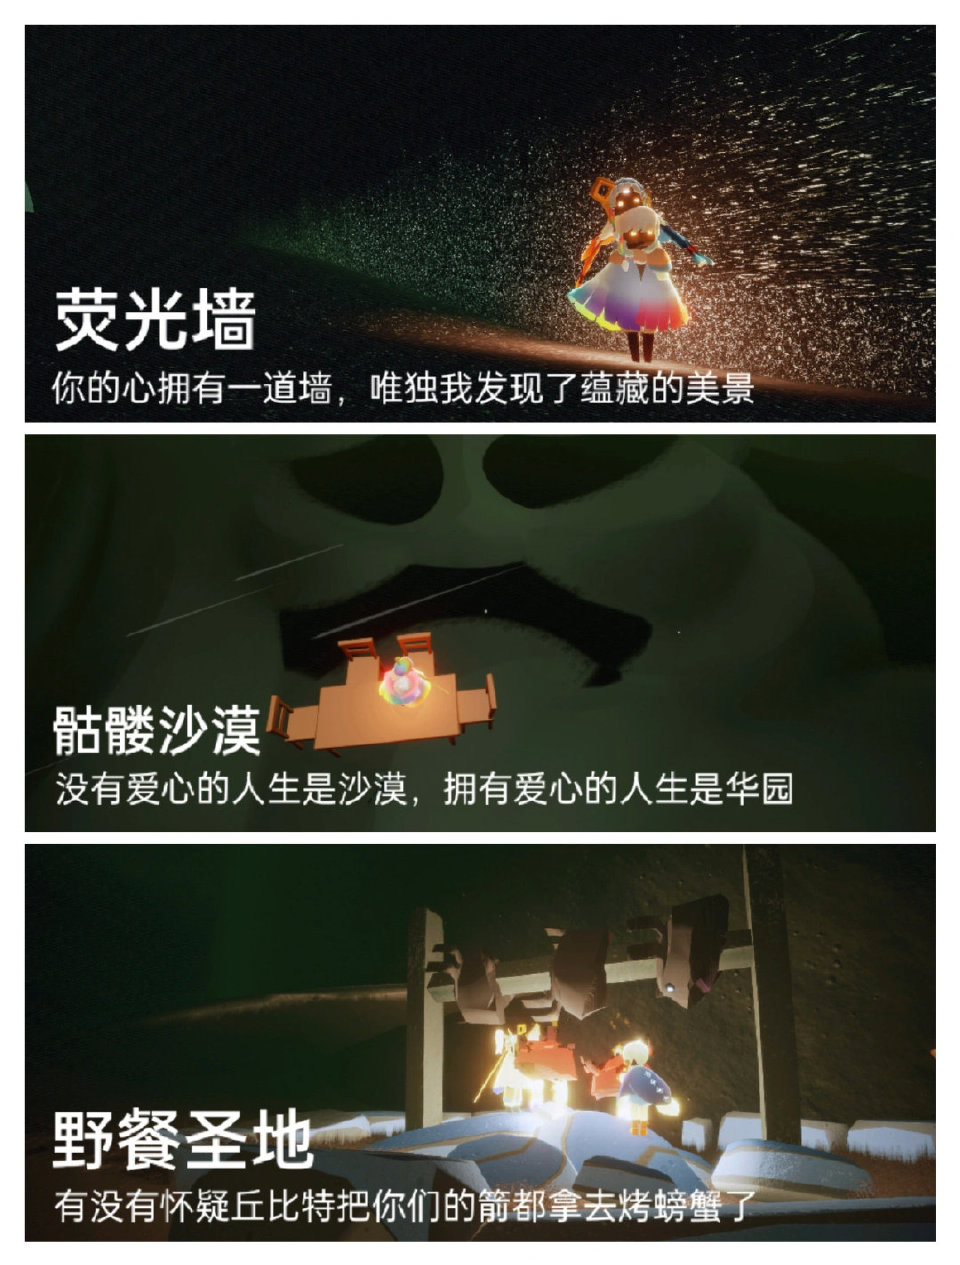 荧光墙
你的心拥有一道墙，唯独我发现了蕴藏的美景
骷髅沙漠
没有爱心的人生是沙漠，拥有爱心的人生是华园
野餐圣地
有没有怀疑丘比特把你们的箭都拿去烤螃蟹了